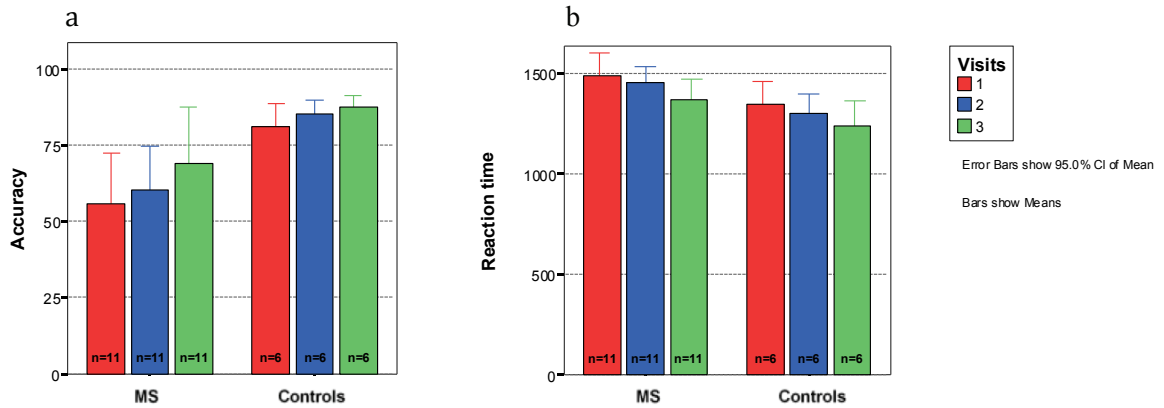 a
Accuracy
100
75
50
25
0
n=11
n=11
n=11
n=6
n=6
n=6
MS
Controls
b
Reaction time
1500
1000
500
0
n=11
n=11
n=11
n=6
n=6
n=6
MS
Controls
Visits
1
2
3
Error Bars show 95.0% CI of Mean
Bars show Means